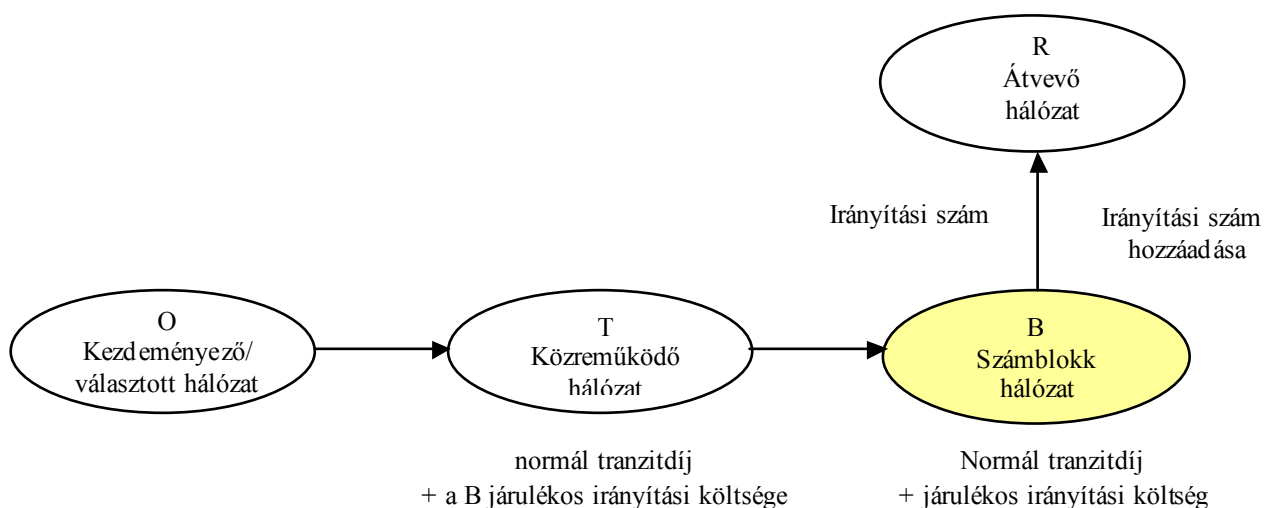 R
Átvevő
hálózat
Irányítási szám
Irányítási szám
hozzáadása
O
Kezdeményező/
választott hálózat
T
Közreműködő
hálózat
B
Számblokk
hálózat
normál tranzitdíj
+ a B járulékos irányítási költsége
Normál tranzitdíj
+ járulékos irányítási költség